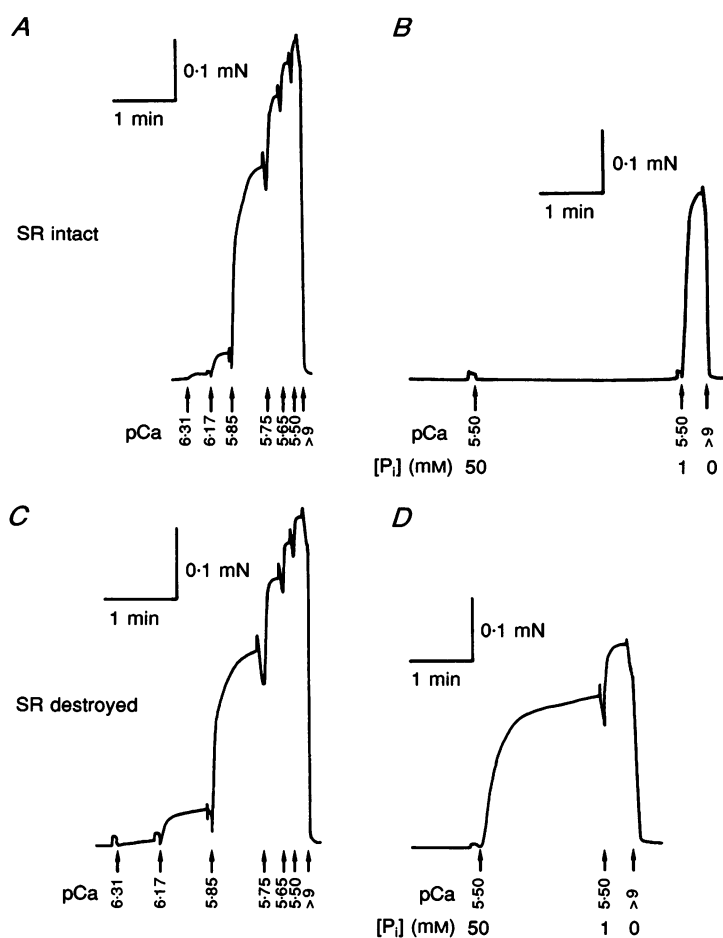 A
0·1 mN
1 min
SR intact
pCa
6·31
6·17
5·85
5·75
5·65
5·50
>9
B
0·1 mN
1 min
pCa
5·50
5·50
>9
[Pi] (mM) 50 1 0
C
0·1 mN
1 min
SR destroyed
pCa
6·31
6·17
5·85
5·75
5·65
5·50
>9
D
0·1 mN
1 min
pCa
5·50
5·50
>9
[Pi] (mM) 50 1 0